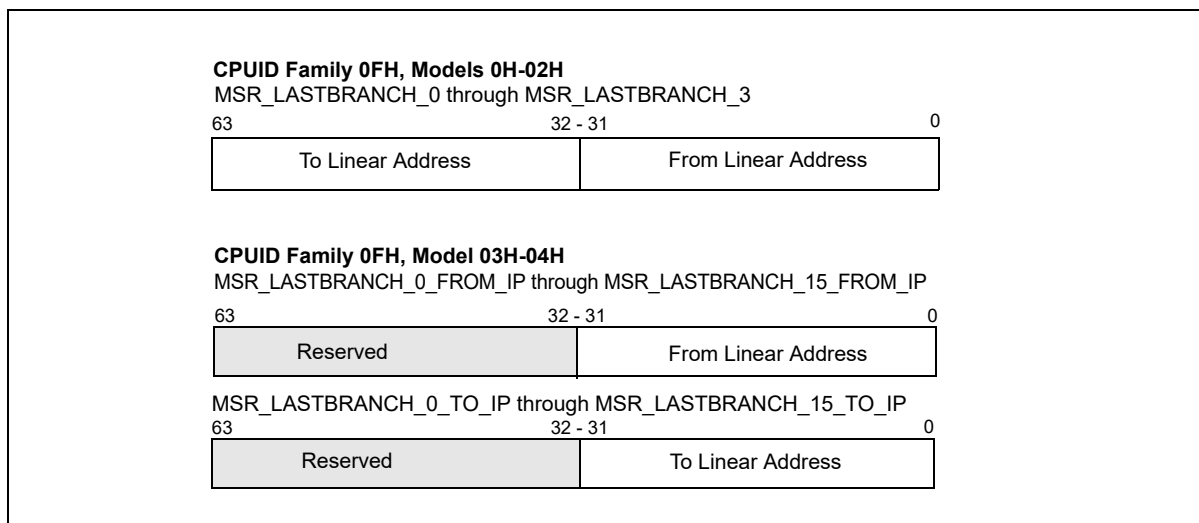 CPUID Family 0FH, Models 0H-02H
MSR_LASTBRANCH_0 through MSR_LASTBRANCH_3
63 32 - 31 0
To Linear Address From Linear Address
CPUID Family 0FH, Model 03H-04H
MSR_LASTBRANCH_0_FROM_IP through MSR_LASTBRANCH_15_FROM_IP
63 32 - 31 0
Reserved From Linear Address
MSR_LASTBRANCH_0_TO_IP through MSR_LASTBRANCH_15_TO_IP
63 32 - 31 0
Reserved To Linear Address